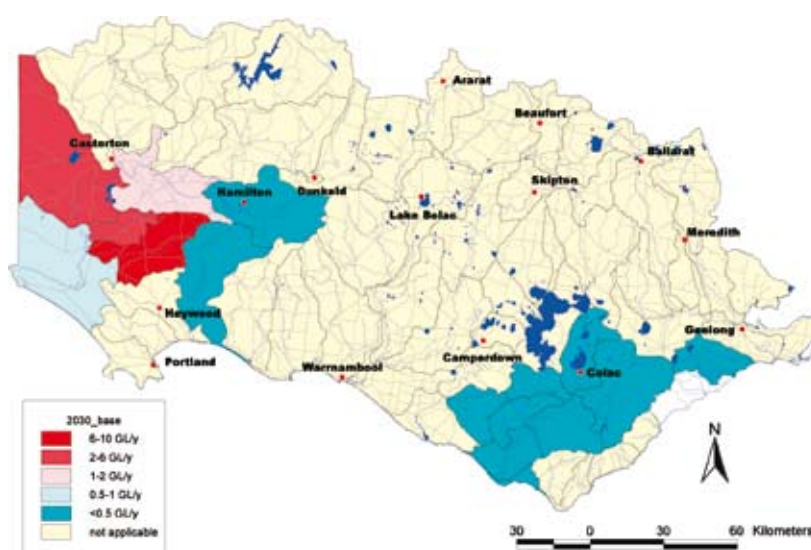 Ararat
Beaufort
Casterton
Ballarat
Hamilton
Dunkeld
Skipton
Lake Bolac
Meredith
Heywood
Geelong
Camperdown
Portland
Warrnambool
Colac
2030_base
6-10 GL/y
2-6 GL/y
1-2 GL/y
0.5-1 GL/y
<0.5 GL/y
not applicable
N
30 0 30 60 Kilometers